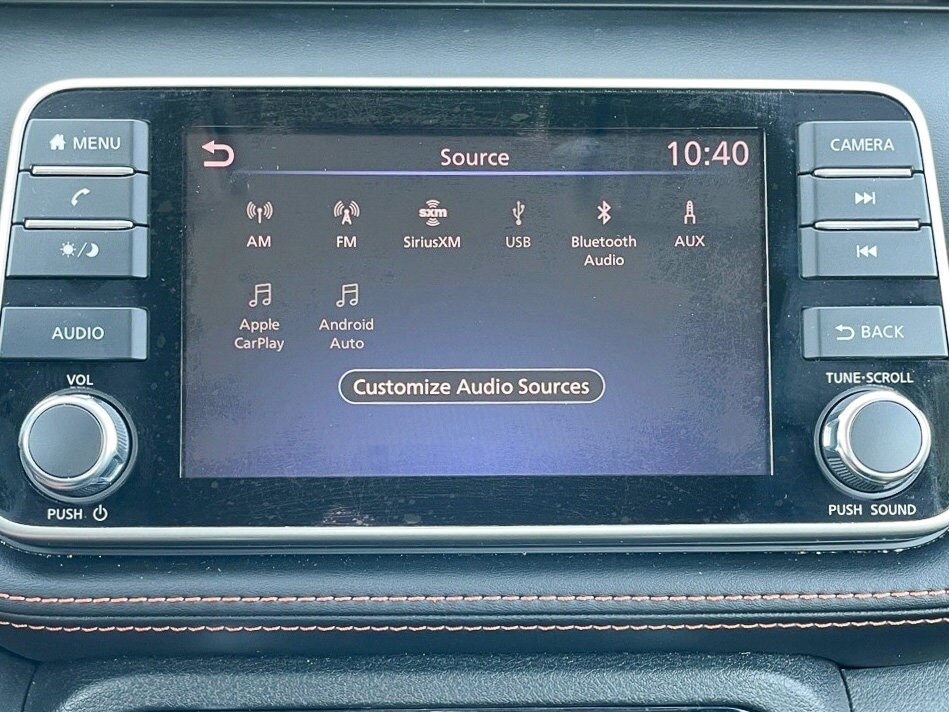 MENU
AUDIO
VOL
PUSH
Source
10:40
AM
FM
sxm
SiriusXM
USB
Bluetooth
Audio
AUX
Apple
CarPlay
Android
Auto
Customize Audio Sources
CAMERA
BACK
TUNE·SCROLL
PUSH SOUND